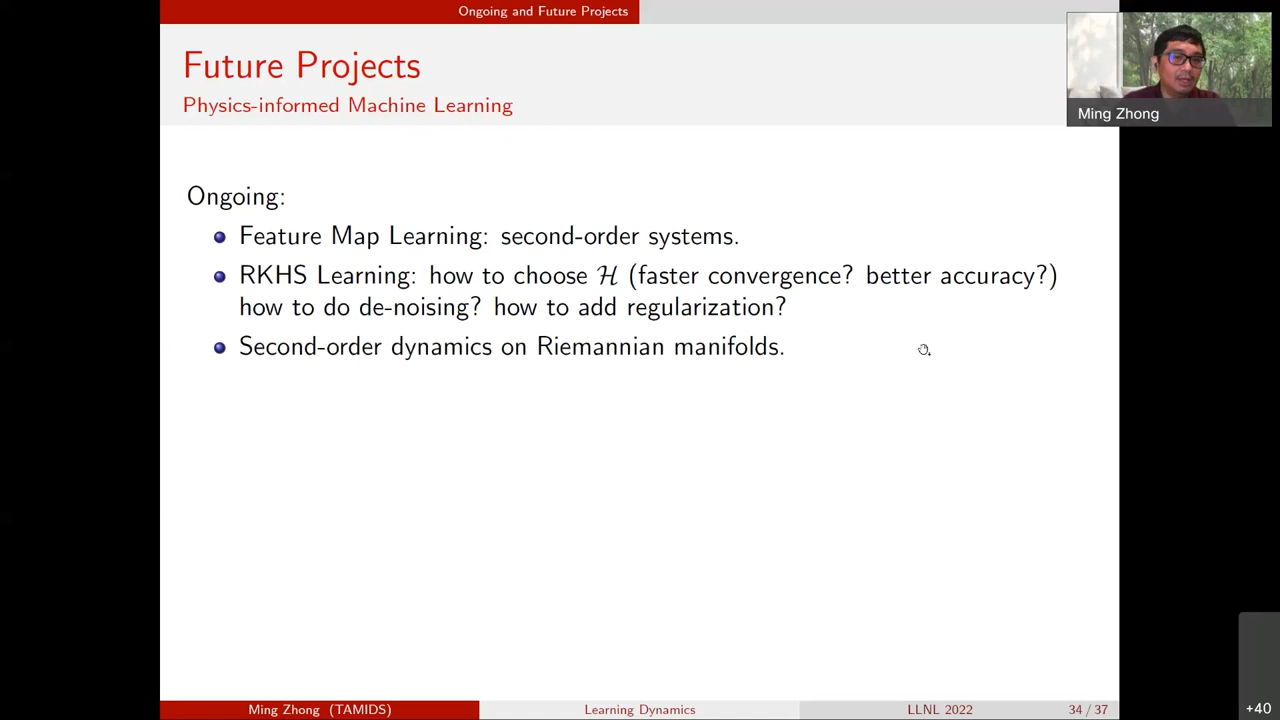 Ongoing and Future Projects
Future Projects
Physics-informed Machine Learning
Ming Zhong
Ongoing:
Feature Map Learning: second-order systems.
RKHS Learning: how to choose ℋ (faster convergence? better accuracy?)
how to do de-noising? how to add regularization?
Second-order dynamics on Riemannian manifolds.
Ming Zhong (TAMIDS)
Learning Dynamics
LLNL 2022
34 / 37
+40